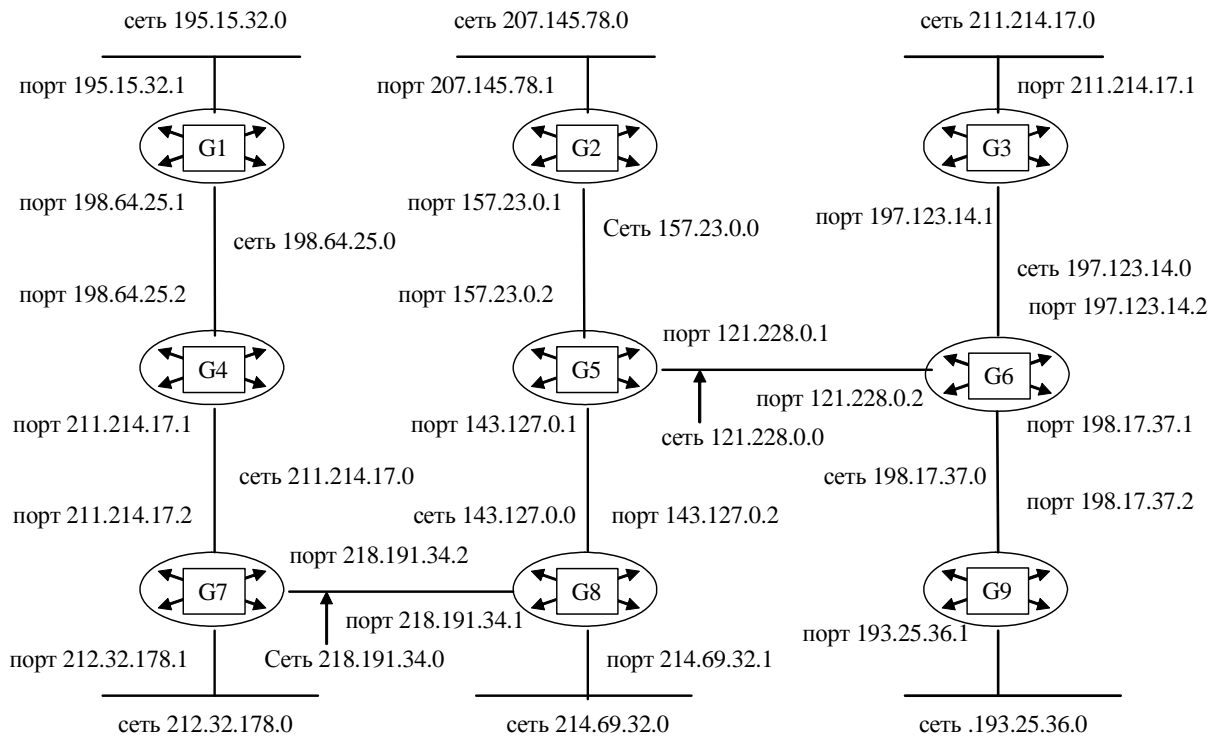 сеть 195.15.32.0
сеть 207.145.78.0
сеть 211.214.17.0
порт 195.15.32.1
порт 207.145.78.1
порт 211.214.17.1
G1
G2
G3
порт 198.64.25.1
порт 157.23.0.1
порт 197.123.14.1
сеть 198.64.25.0
Сеть 157.23.0.0
сеть 197.123.14.0
порт 198.64.25.2
порт 157.23.0.2
порт 197.123.14.2
порт 121.228.0.1
G4
G5
G6
порт 121.228.0.2
порт 211.214.17.1
порт 143.127.0.1
сеть 121.228.0.0
порт 198.17.37.1
сеть 211.214.17.0
сеть 198.17.37.0
порт 198.17.37.2
порт 211.214.17.2
сеть 143.127.0.0
порт 143.127.0.2
порт 218.191.34.2
G7
G8
G9
порт 218.191.34.1
порт 193.25.36.1
порт 212.32.178.1
Сеть 218.191.34.0
порт 214.69.32.1
сеть 212.32.178.0
сеть 214.69.32.0
сеть .193.25.36.0